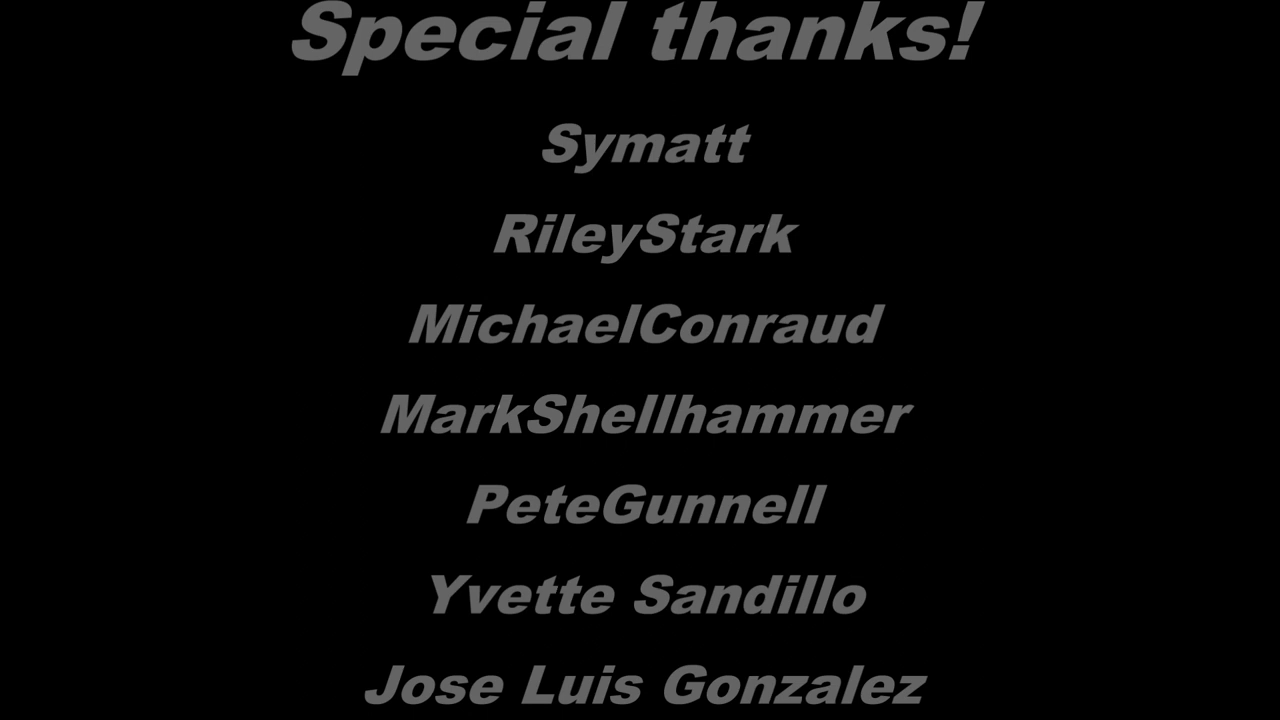 Special thanks!
Symatt
RileyStark
MichaelConraud
MarkShellhammer
PeteGunnell
Yvette Sandillo
Jose Luis Gonzalez